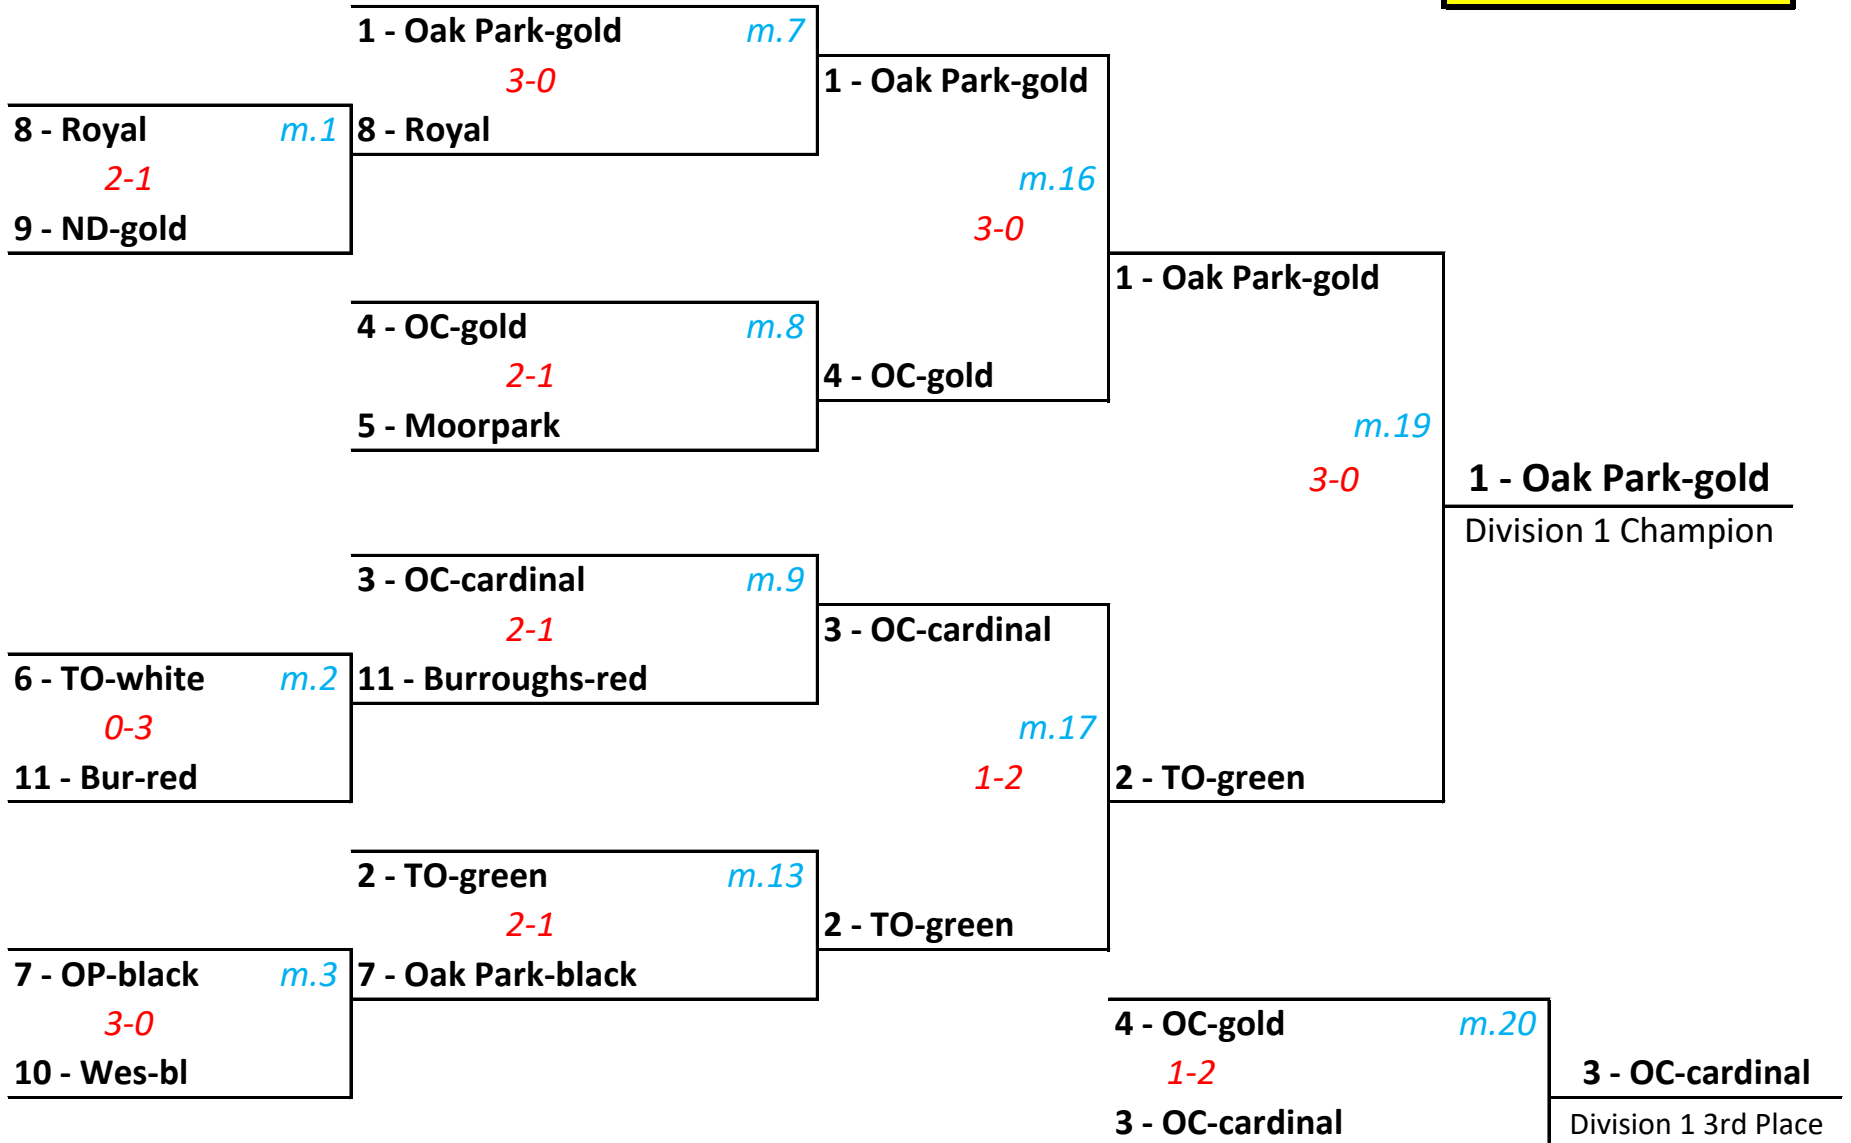 1 - Oak Park-gold m.7
3-0
8 - Royal
8 - Royal m.1
2-1
9 - ND-gold
1 - Oak Park-gold
m.16
3-0
4 - OC-gold
4 - OC-gold m.8
2-1
5 - Moorpark
1 - Oak Park-gold
m.19
3-0
2 - TO-green
1 - Oak Park-gold
Division 1 Champion
3 - OC-cardinal m.9
2-1
11 - Burroughs-red
6 - TO-white m.2
0-3
11 - Bur-red
3 - OC-cardinal
m.17
1-2
2 - TO-green
2 - TO-green m.13
2-1
7 - Oak Park-black
7 - OP-black m.3
3-0
10 - Wes-bl
4 - OC-gold m.20
1-2
3 - OC-cardinal
3 - OC-cardinal
Division 1 3rd Place